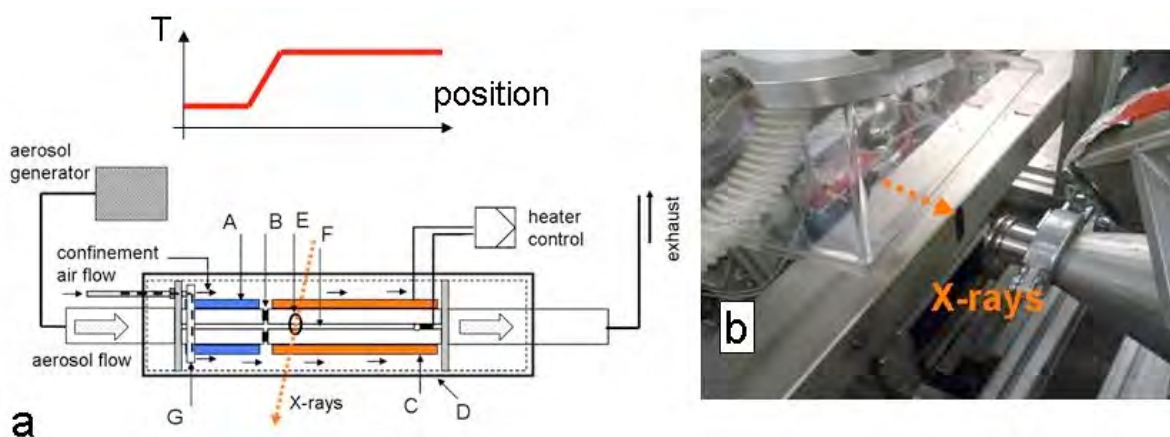 T
position
aerosol
generator
A
B
E
F
heater
control
exhaust
confinement
air flow
aerosol flow
X-rays
G
C
D
a
X-rays
b